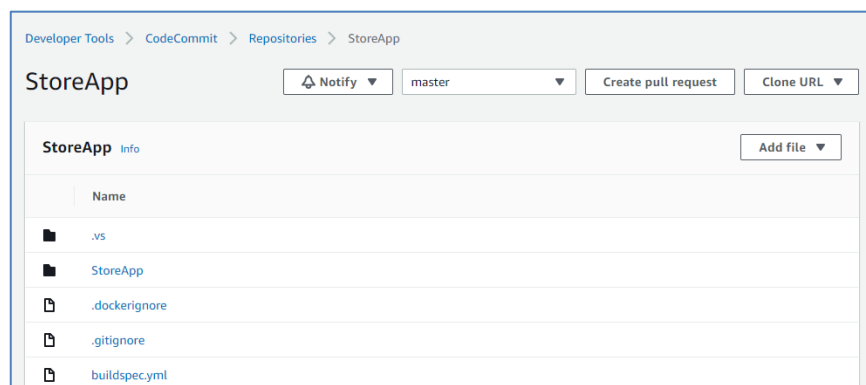 Developer Tools > CodeCommit > Repositories > StoreApp
StoreApp Notify master Create pull request Clone URL
StoreApp Info Add file
Name
.vs
StoreApp
.dockerignore
.gitignore
buildspec.yml